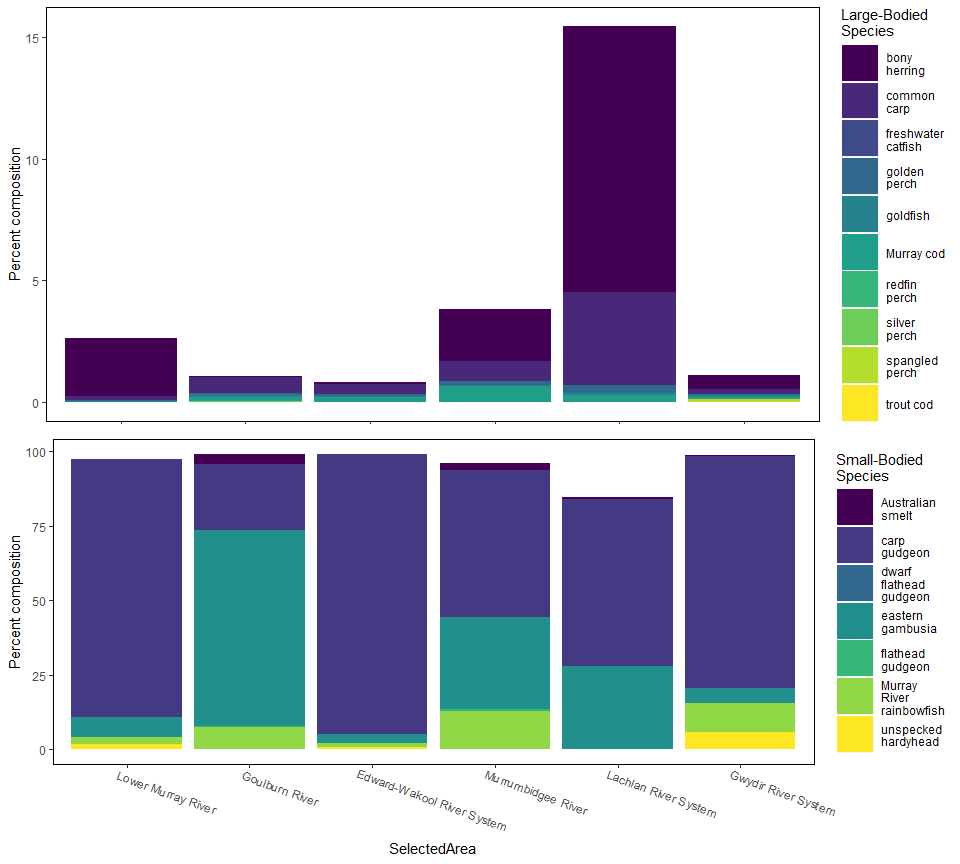 Large-Bodied
Species
15
10
5
0
Percent composition
bony
herring
common
carp
freshwater
catfish
golden
perch
goldfish
Murray cod
redfin
perch
silver
perch
spangled
perch
trout cod
100
75
50
25
0
Percent composition
Small-Bodied
Species
Australian
smelt
carp
gudgeon
dwarf
flathead
gudgeon
eastern
gambusia
flathead
gudgeon
Murray
River
rainbowfish
unspecked
hardyhead
Lower Murray River
Goulburn River
Edward-Wakool River System
Murrumbidgee River
Lachlan River System
Gwydir River System
SelectedArea